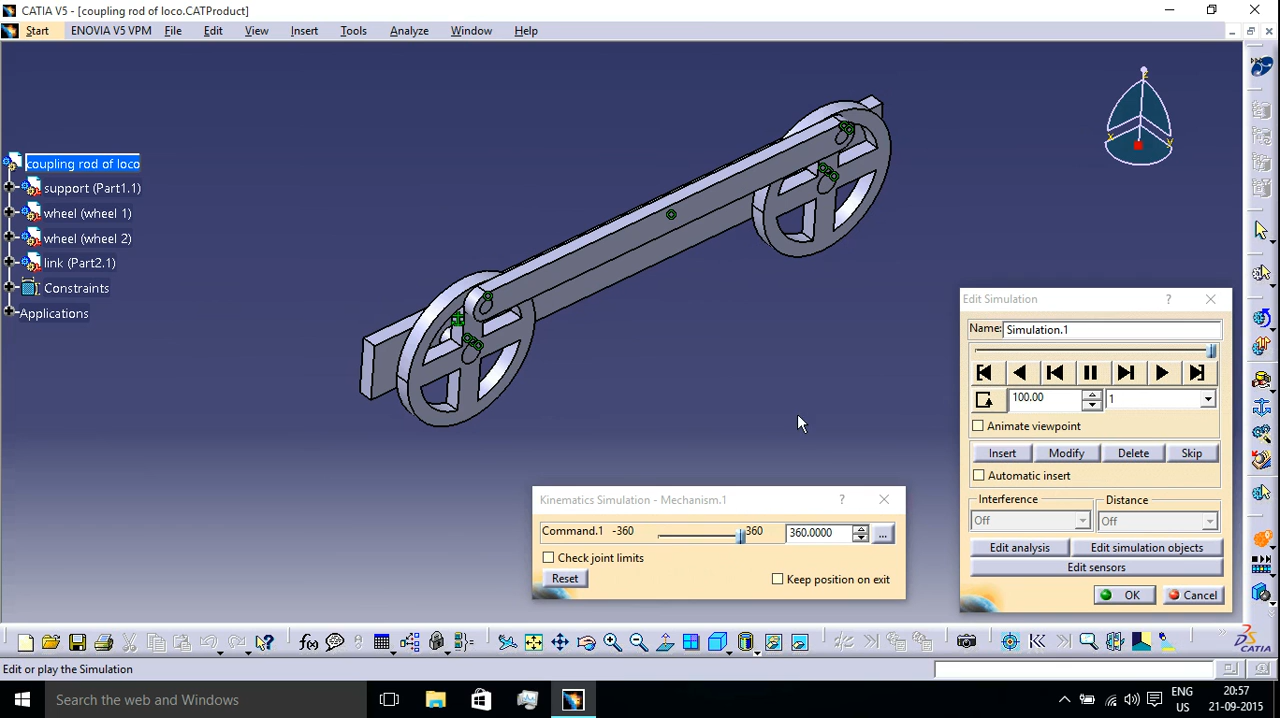 CATIA V5 - [coupling rod of loco.CATProduct]
Start ENOVIA V5 VPM File Edit View Insert Tools Analyze Window Help
coupling rod of loco
support (Part1.1)
wheel (wheel 1)
wheel (wheel 2)
link (Part2.1)
Constraints
Applications
Edit Simulation ?
Name: Simulation.1
100.00 1
Animate viewpoint
Insert Modify Delete Skip
Automatic insert
Interference Distance
Off Off
Edit analysis Edit simulation objects
Edit sensors
OK Cancel
Kinematics Simulation - Mechanism.1 ?
Command.1 -360 360 360.0000 ...
Check joint limits
Reset Keep position on exit
f(x)
CATIA
Edit or play the Simulation
Search the web and Windows
ENG 20:57
US 21-09-2015